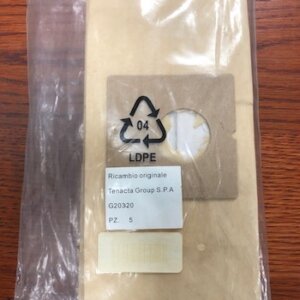 04
LDPE
Ricambio originale
Tenacta Group S.P.A
G20320
PZ. 5